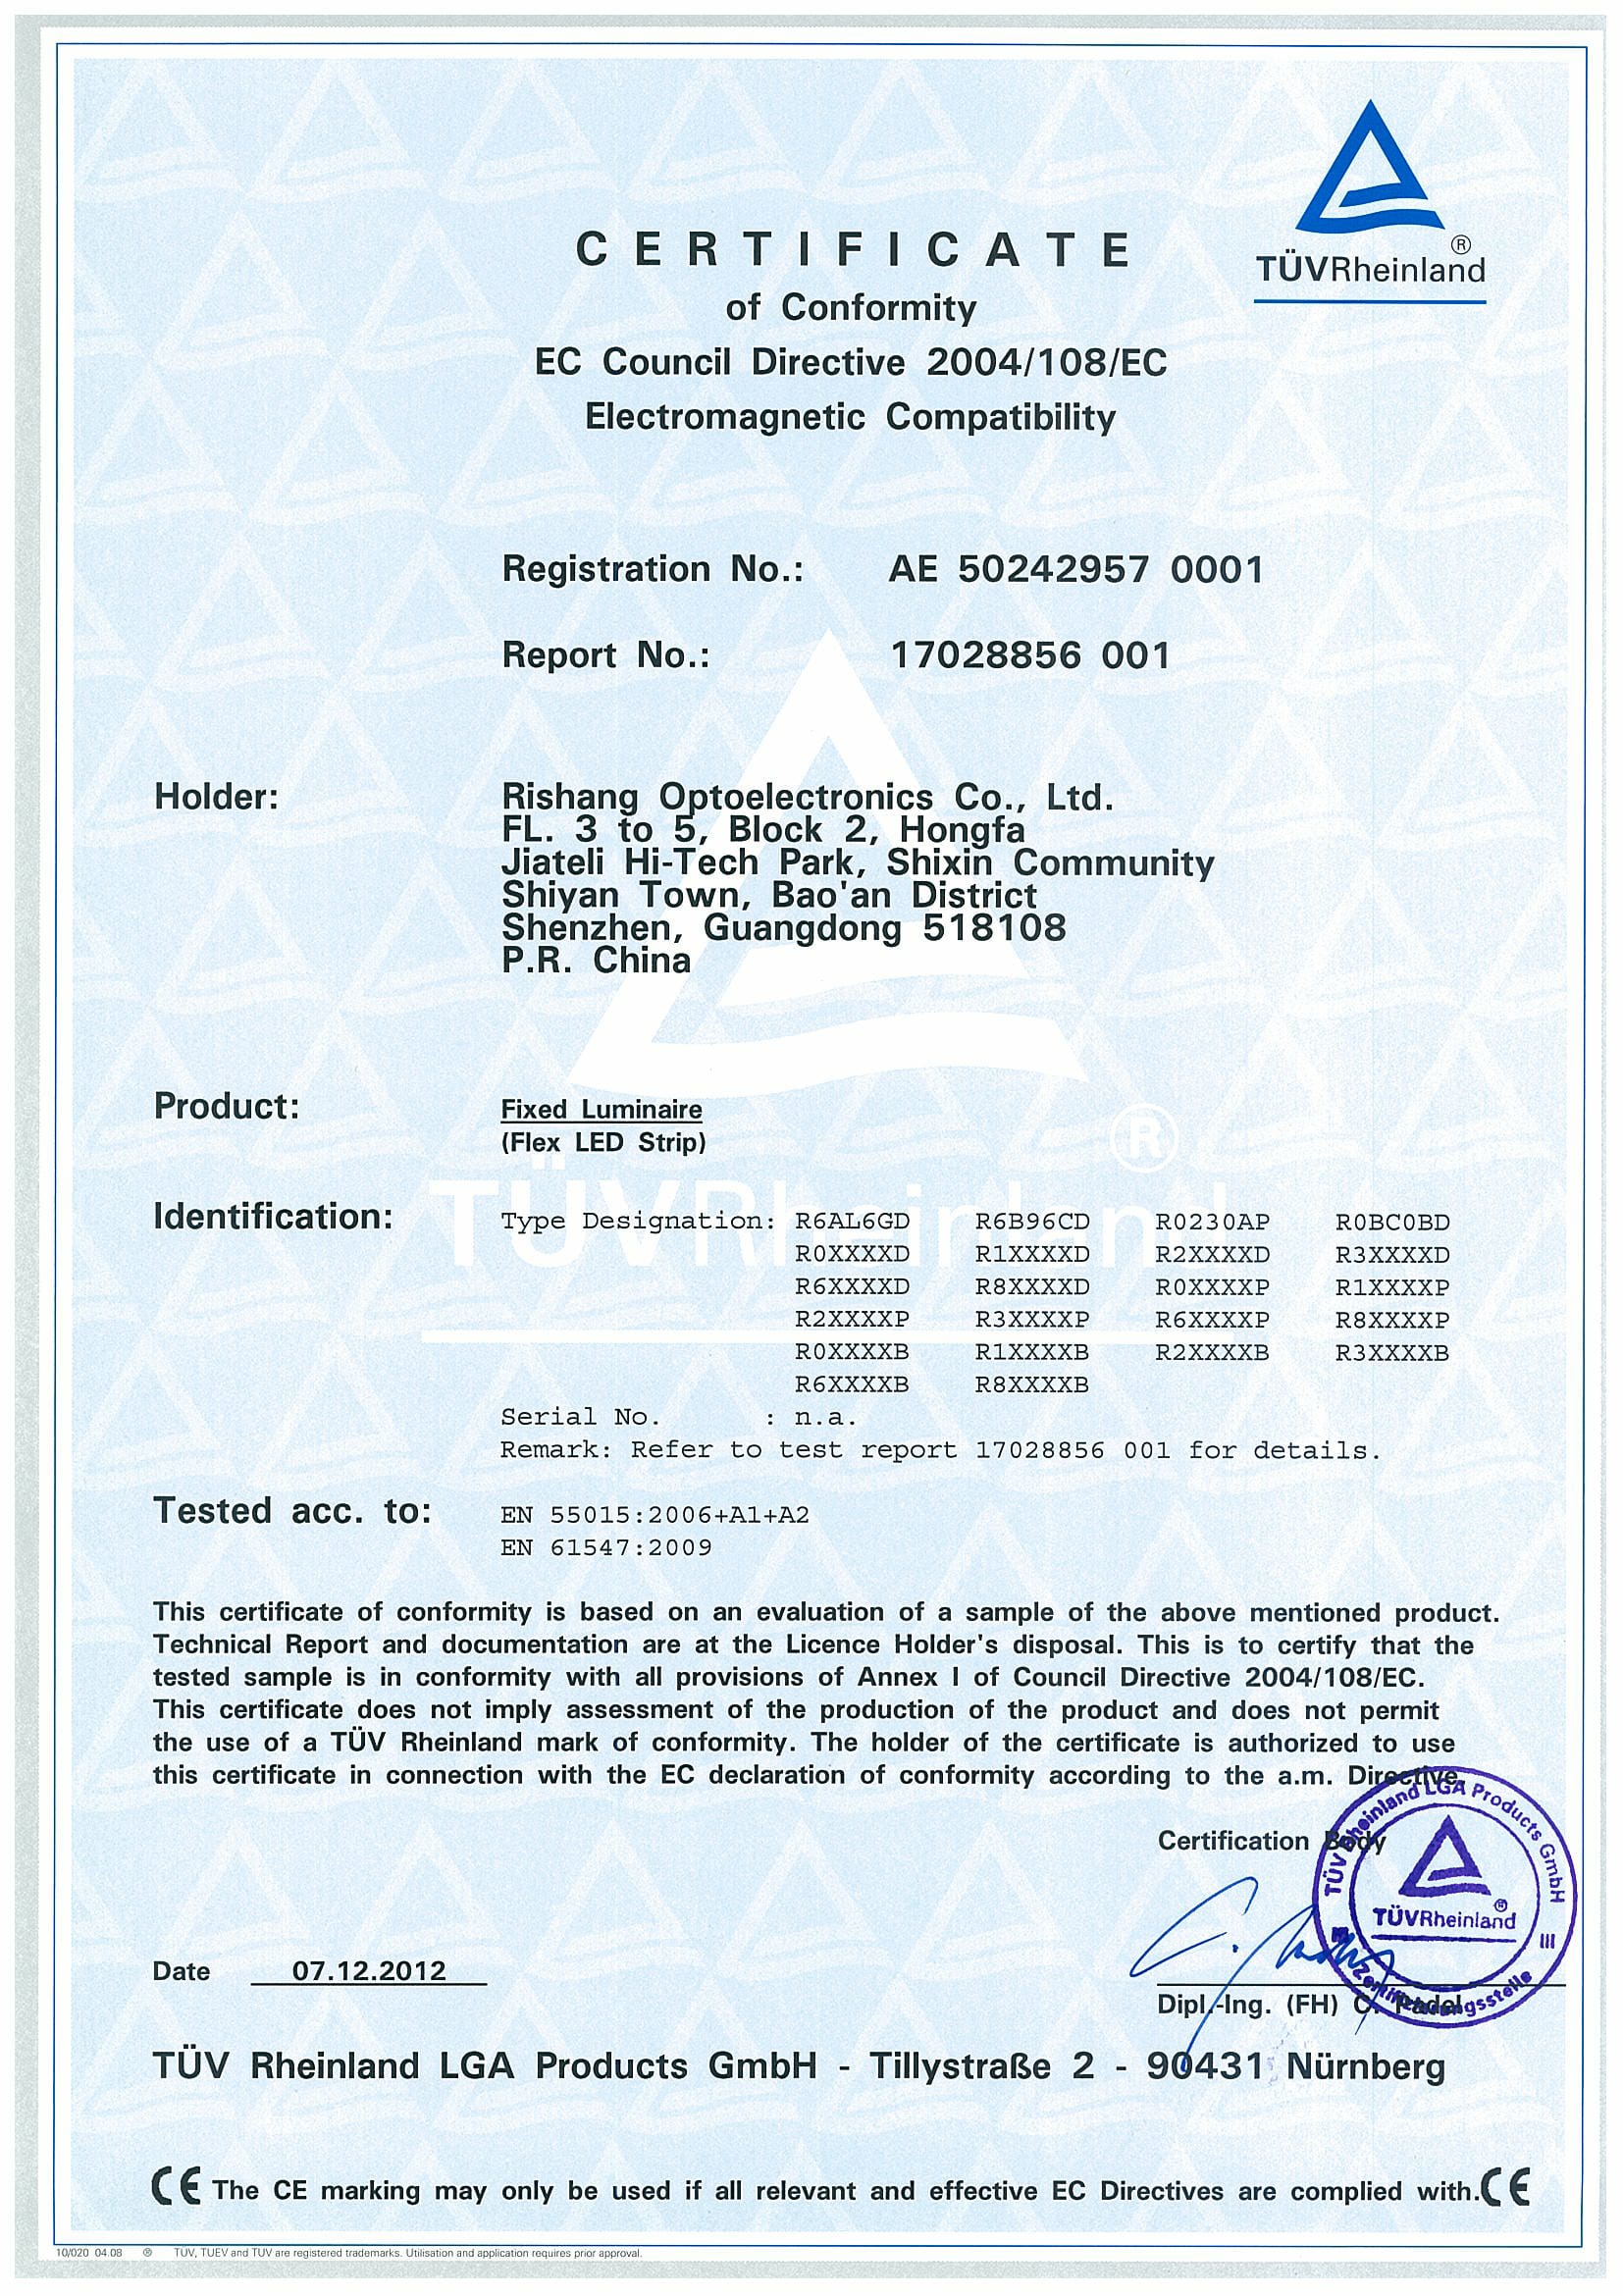 TÜVRheinland®
CERTIFICATE
of Conformity
EC Council Directive 2004/108/EC
Electromagnetic Compatibility
Registration No.: AE 50242957 0001
Report No.: 17028856 001
Holder: Rishang Optoelectronics Co., Ltd.
FL. 3 to 5, Block 2, Hongfa
Jiateli Hi-Tech Park, Shixin Community
Shiyan Town, Bao'an District
Shenzhen, Guangdong 518108
P.R. China
Product: Fixed Luminaire
(Flex LED Strip)
®
TÜVRheinland
Identification: Type Designation: R6AL6GD R6B96CD R0230AP R0BC0BD
R0XXXXD R1XXXXD R2XXXXD R3XXXXD
R6XXXXD R8XXXXD R0XXXXP R1XXXXP
R2XXXXP R3XXXXP R6XXXXP R8XXXXP
R0XXXXB R1XXXXB R2XXXXB R3XXXXB
R6XXXXB R8XXXXB
Serial No. : n.a.
Remark: Refer to test report 17028856 001 for details.
Tested acc. to: EN 55015:2006+A1+A2
EN 61547:2009
This certificate of conformity is based on an evaluation of a sample of the above mentioned product.
Technical Report and documentation are at the Licence Holder's disposal. This is to certify that the
tested sample is in conformity with all provisions of Annex I of Council Directive 2004/108/EC.
This certificate does not imply assessment of the production of the product and does not permit
the use of a TÜV Rheinland mark of conformity. The holder of the certificate is authorized to use
this certificate in connection with the EC declaration of conformity according to the a.m. Directive.
Certification Body
TÜV Rheinland LGA Products GmbH
TÜVRheinland®
Zertifizierungsstelle
Date 07.12.2012
Dipl.-Ing. (FH) C.
TÜV Rheinland LGA Products GmbH - Tillystraße 2 - 90431 Nürnberg
CE The CE marking may only be used if all relevant and effective EC Directives are complied with. CE
10/020 04.08 ® TÜV, TUEV and TUV are registered trademarks. Utilisation and application requires prior approval.